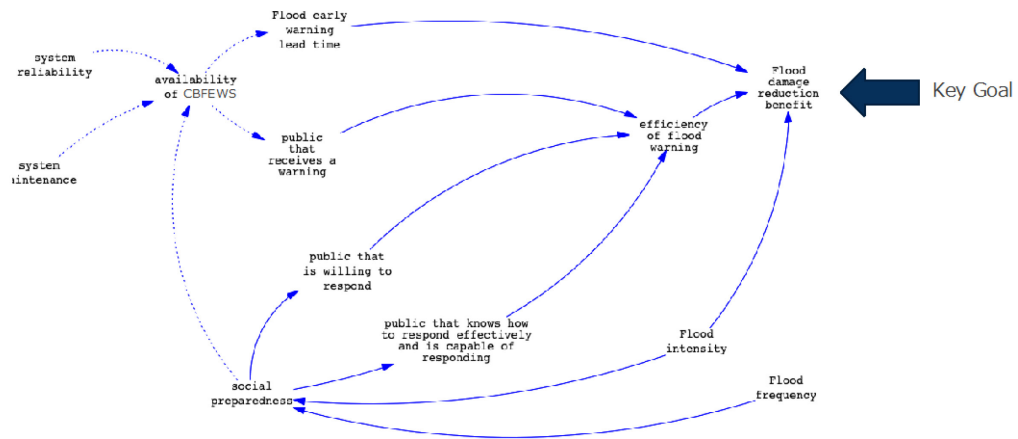 Flood early
warning
lead time
system
reliability
availability
of CBFEWS
Flood
damage
reduction
benefit
Key Goal
efficiency
of flood
warning
public
that
receives a
warning
system
intenance
public that
is willing to
respond
public that knows how
to respond effectively
and is capable of
responding
Flood
intensity
social
preparedness
Flood
frequency